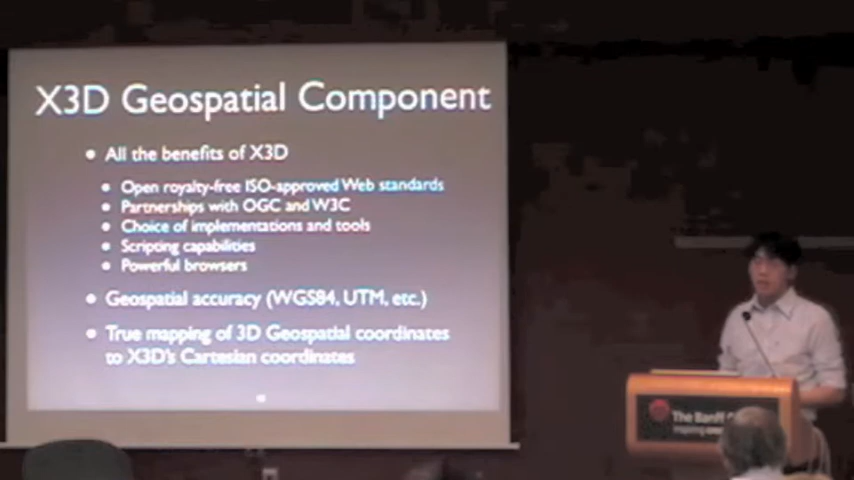 X3D Geospatial Component
• All the benefits of X3D
• Open royalty-free ISO-approved Web standards
• Partnerships with OGC and W3C
• Choice of implementations and tools
• Scripting capabilities
• Powerful browsers
• Geospatial accuracy (WGS84, UTM, etc.)
• True mapping of 3D Geospatial coordinates
to X3D's Cartesian coordinates
The Banff